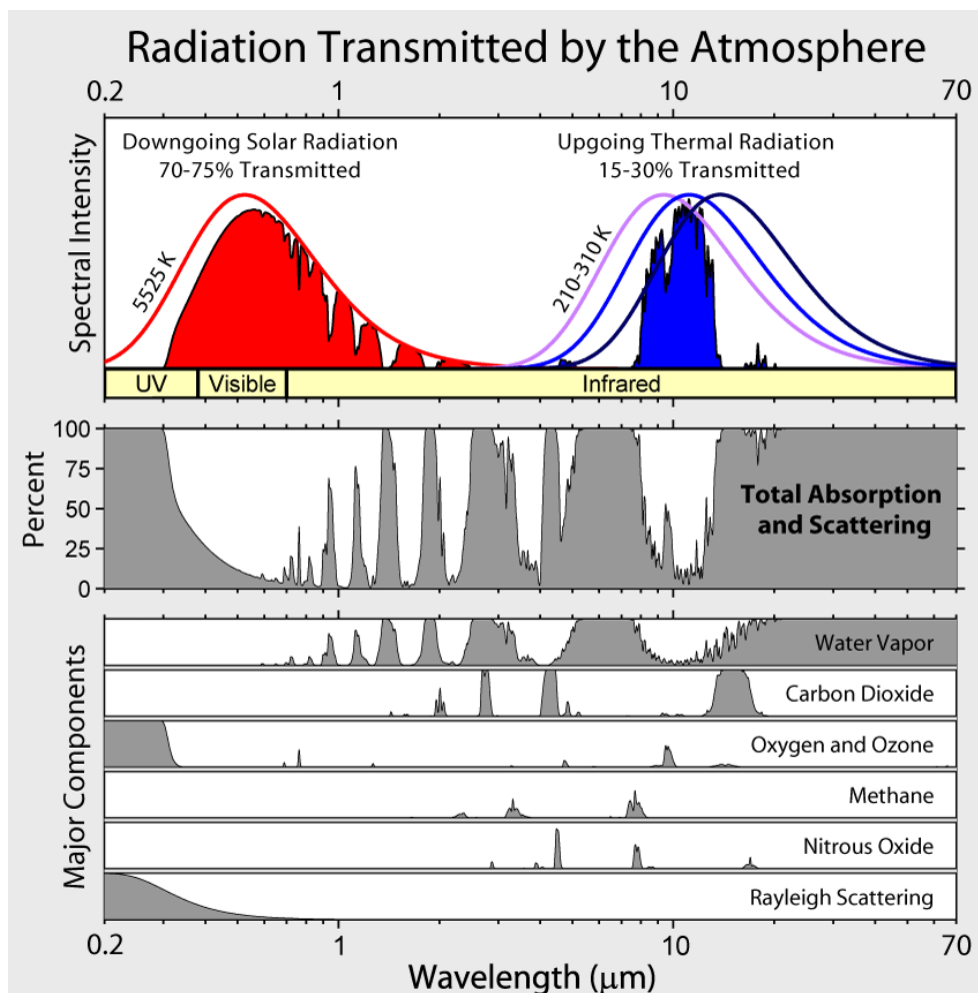 Radiation Transmitted by the Atmosphere
0.2 1 10 70
Spectral Intensity
Downgoing Solar Radiation
70-75% Transmitted
Upgoing Thermal Radiation
15-30% Transmitted
5525 K
210-310 K
UV Visible Infrared
Percent
100
75
50
25
0
Total Absorption
and Scattering
Major Components
Water Vapor
Carbon Dioxide
Oxygen and Ozone
Methane
Nitrous Oxide
Rayleigh Scattering
0.2 1 10 70
Wavelength (μm)